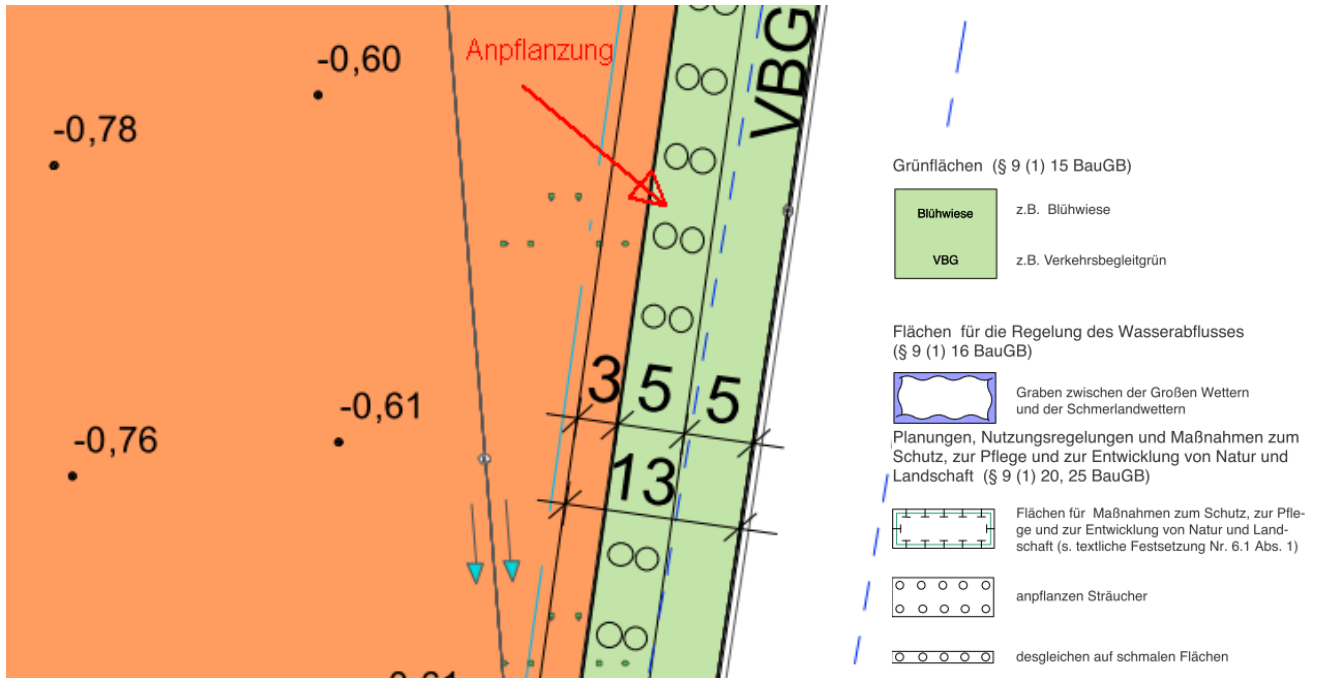 Anpflanzung
-0,60
-0,78
VBG
3 5 5
-0,61
-0,76
13
Grünflächen (§ 9 (1) 15 BauGB)
Blühwiese
z.B. Blühwiese
VBG
z.B. Verkehrsbegleitgrün
Flächen für die Regelung des Wasserabflusses
(§ 9 (1) 16 BauGB)
Graben zwischen der Großen Wettern
und der Schmerlandwettern
Planungen, Nutzungsregelungen und Maßnahmen zum
Schutz, zur Pflege und zur Entwicklung von Natur und
Landschaft (§ 9 (1) 20, 25 BauGB)
Flächen für Maßnahmen zum Schutz, zur Pfle-
ge und zur Entwicklung von Natur und Land-
schaft (s. textliche Festsetzung Nr. 6.1 Abs. 1)
anpflanzen Sträucher
desgleichen auf schmalen Flächen